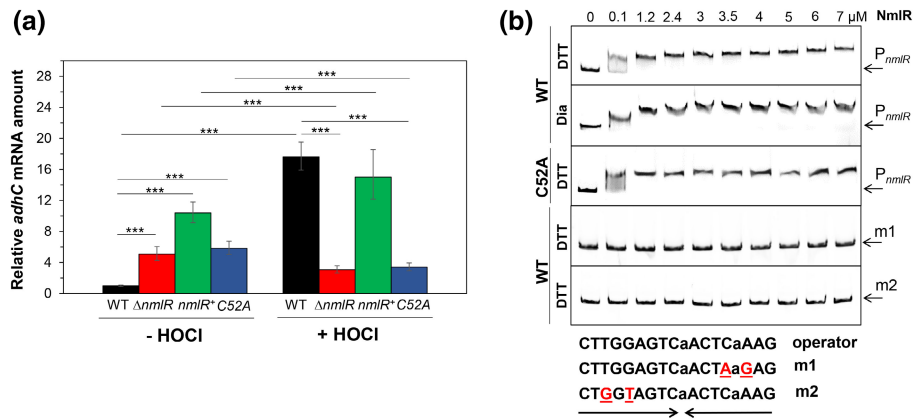 (a)
Relative adhC mRNA amount
28
24
20
16
12
8
4
0
***
***
***
***
***
***
***
***
WT ΔnmlR nmlR⁺ C52A
WT ΔnmlR nmlR⁺ C52A
- HOCl
+ HOCl
(b)
0 0.1 1.2 2.4 3 3.5 4 5 6 7 µM NmlR
WT
DTT
PnmlR
Dia
PnmlR
C52A
DTT
PnmlR
WT
DTT
m1
DTT
m2
CTTGGAGTCaACTCaAAG operator
CTTGGAGTCaACTAaGAG m1
CTGGTAGTCaACTCaAAG m2